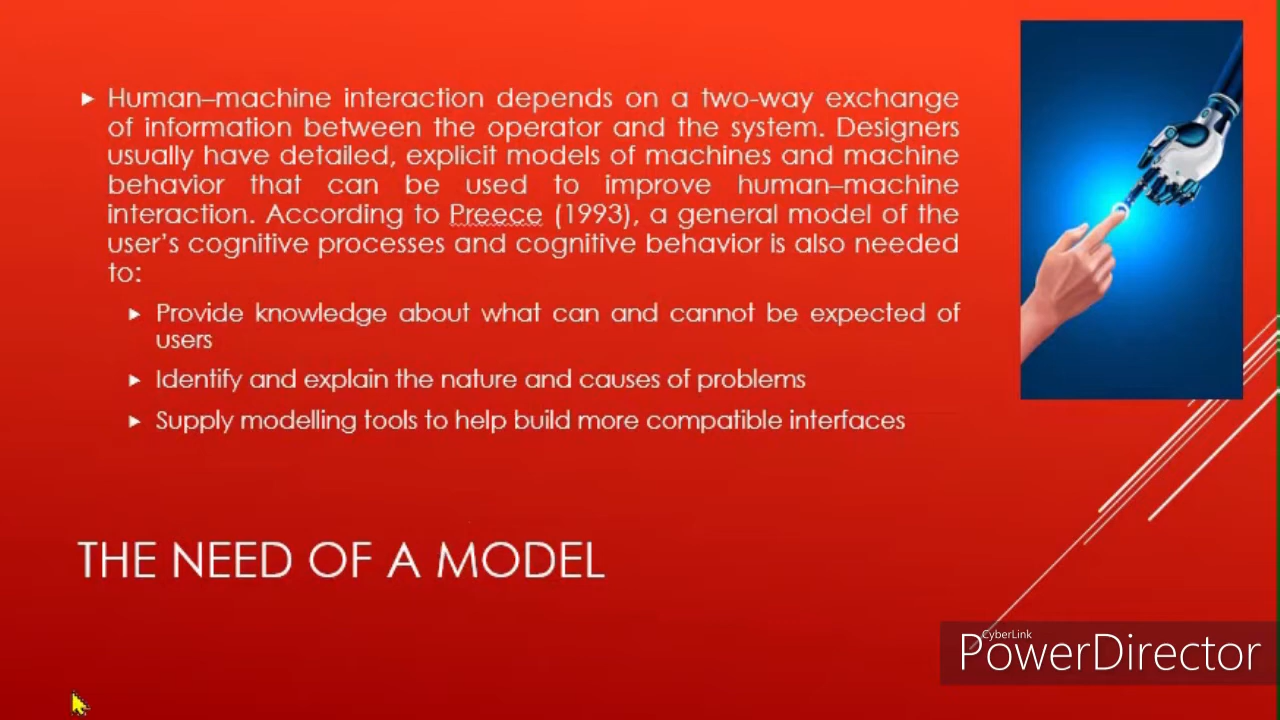 Human–machine interaction depends on a two-way exchange
of information between the operator and the system. Designers
usually have detailed, explicit models of machines and machine
behavior that can be used to improve human–machine
interaction. According to Preece (1993), a general model of the
user's cognitive processes and cognitive behavior is also needed
to:
Provide knowledge about what can and cannot be expected of
users
Identify and explain the nature and causes of problems
Supply modelling tools to help build more compatible interfaces
THE NEED OF A MODEL
CyberLink
PowerDirector